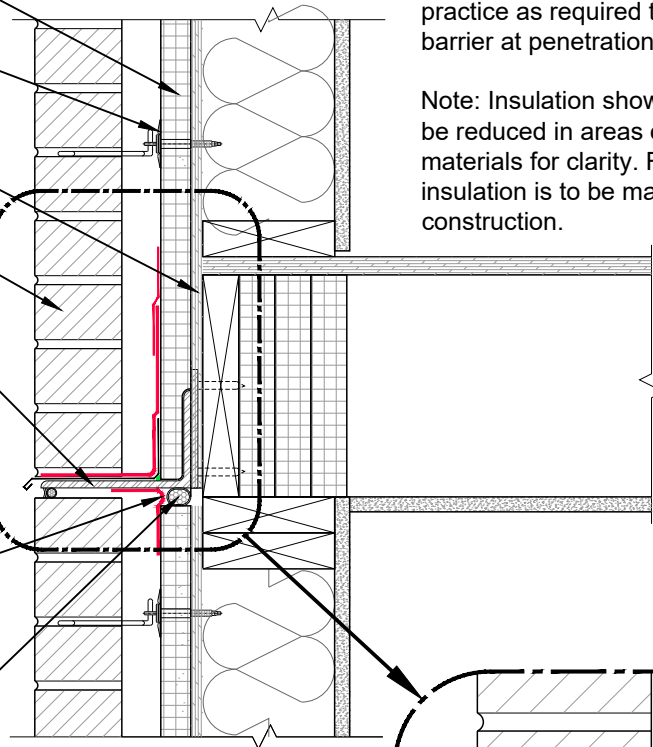 practice as required t
barrier at penetration
Note: Insulation show
be reduced in areas
materials for clarity.
insulation is to be ma
construction.